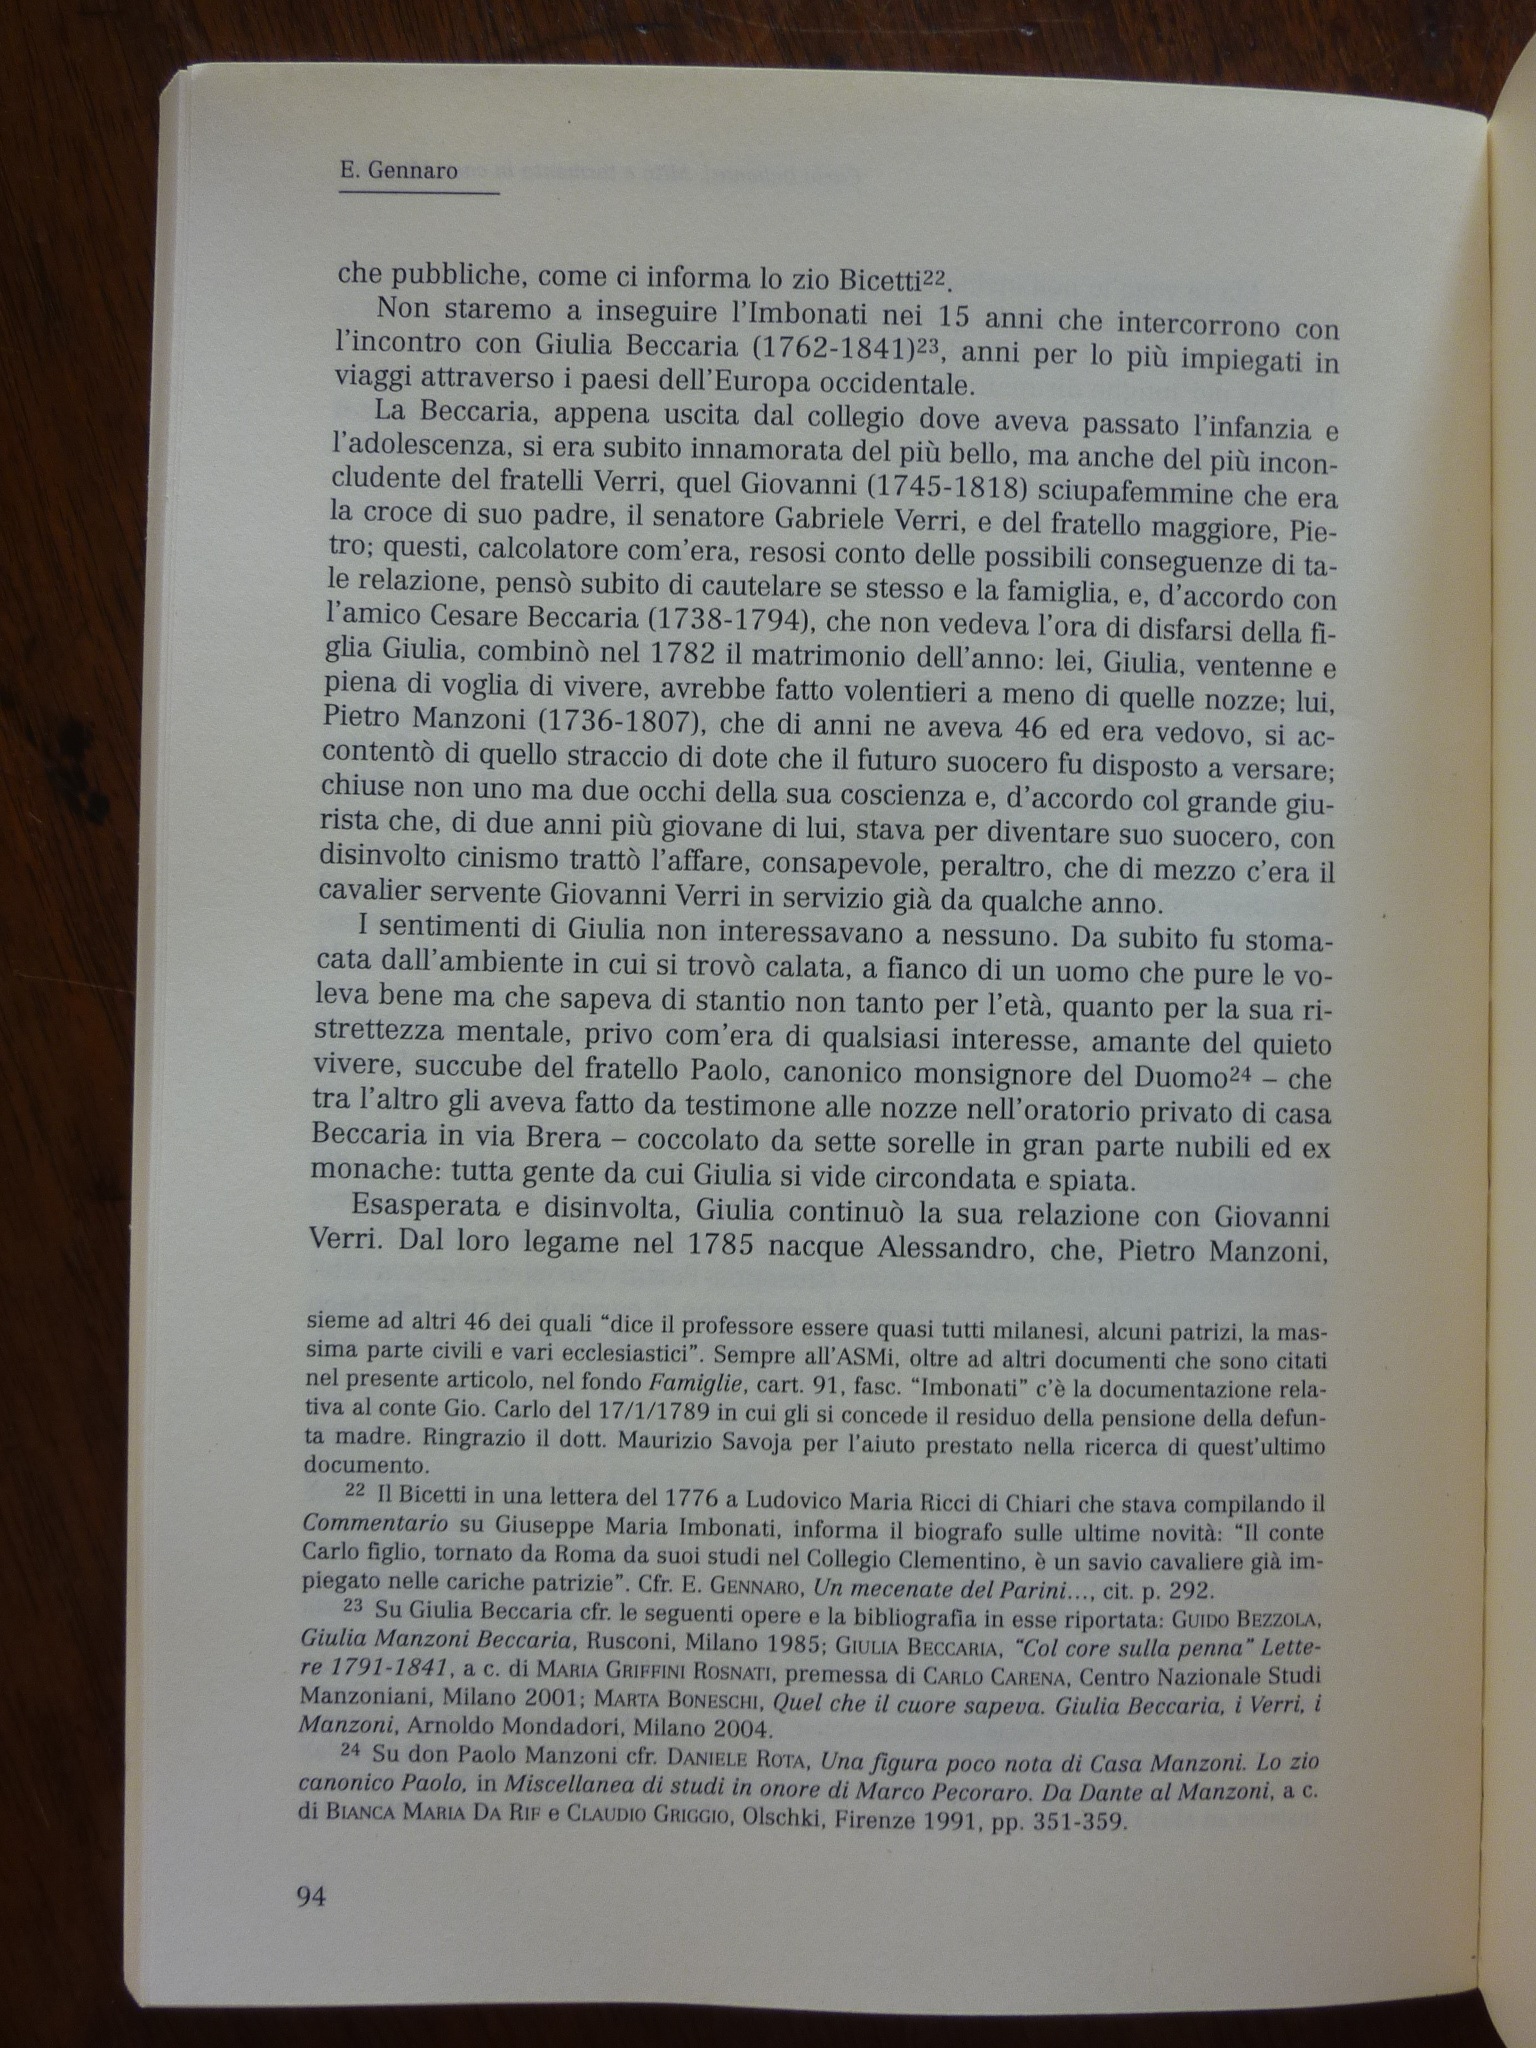 E. Gennaro
che pubbliche, come ci informa lo zio Bicetti22.
Non staremo a inseguire l'Imbonati nei 15 anni che intercorrono con
l'incontro con Giulia Beccaria (1762-1841)23, anni per lo più impiegati in
viaggi attraverso i paesi dell'Europa occidentale.
La Beccaria, appena uscita dal collegio dove aveva passato l'infanzia e
l'adolescenza, si era subito innamorata del più bello, ma anche del più incon-
cludente del fratelli Verri, quel Giovanni (1745-1818) sciupafemmine che era
la croce di suo padre, il senatore Gabriele Verri, e del fratello maggiore, Pie-
tro; questi, calcolatore com'era, resosi conto delle possibili conseguenze di ta-
le relazione, pensò subito di cautelare se stesso e la famiglia, e, d'accordo con
l'amico Cesare Beccaria (1738-1794), che non vedeva l'ora di disfarsi della fi-
glia Giulia, combinò nel 1782 il matrimonio dell'anno: lei, Giulia, ventenne e
piena di voglia di vivere, avrebbe fatto volentieri a meno di quelle nozze; lui,
Pietro Manzoni (1736-1807), che di anni ne aveva 46 ed era vedovo, si ac-
contentò di quello straccio di dote che il futuro suocero fu disposto a versare;
chiuse non uno ma due occhi della sua coscienza e, d'accordo col grande giu-
rista che, di due anni più giovane di lui, stava per diventare suo suocero, con
disinvolto cinismo trattò l'affare, consapevole, peraltro, che di mezzo c'era il
cavalier servente Giovanni Verri in servizio già da qualche anno.
I sentimenti di Giulia non interessavano a nessuno. Da subito fu stoma-
cata dall'ambiente in cui si trovò calata, a fianco di un uomo che pure le vo-
leva bene ma che sapeva di stantio non tanto per l'età, quanto per la sua ri-
strettezza mentale, privo com'era di qualsiasi interesse, amante del quieto
vivere, succube del fratello Paolo, canonico monsignore del Duomo24 – che
tra l'altro gli aveva fatto da testimone alle nozze nell'oratorio privato di casa
Beccaria in via Brera – coccolato da sette sorelle in gran parte nubili ed ex
monache: tutta gente da cui Giulia si vide circondata e spiata.
Esasperata e disinvolta, Giulia continuò la sua relazione con Giovanni
Verri. Dal loro legame nel 1785 nacque Alessandro, che, Pietro Manzoni,
sieme ad altri 46 dei quali “dice il professore essere quasi tutti milanesi, alcuni patrizi, la mas-
sima parte civili e vari ecclesiastici”. Sempre all'ASMi, oltre ad altri documenti che sono citati
nel presente articolo, nel fondo Famiglie, cart. 91, fasc. “Imbonati” c'è la documentazione rela-
tiva al conte Gio. Carlo del 17/1/1789 in cui gli si concede il residuo della pensione della defun-
ta madre. Ringrazio il dott. Maurizio Savoja per l'aiuto prestato nella ricerca di quest'ultimo
documento.
22 Il Bicetti in una lettera del 1776 a Ludovico Maria Ricci di Chiari che stava compilando il
Commentario su Giuseppe Maria Imbonati, informa il biografo sulle ultime novità: “Il conte
Carlo figlio, tornato da Roma da suoi studi nel Collegio Clementino, è un savio cavaliere già im-
piegato nelle cariche patrizie”. Cfr. E. GENNARO, Un mecenate del Parini..., cit. p. 292.
23 Su Giulia Beccaria cfr. le seguenti opere e la bibliografia in esse riportata: GUIDO BEZZOLA,
Giulia Manzoni Beccaria, Rusconi, Milano 1985; GIULIA BECCARIA, “Col core sulla penna” Lette-
re 1791-1841, a c. di MARIA GRIFFINI ROSNATI, premessa di CARLO CARENA, Centro Nazionale Studi
Manzoniani, Milano 2001; MARTA BONESCHI, Quel che il cuore sapeva. Giulia Beccaria, i Verri, i
Manzoni, Arnoldo Mondadori, Milano 2004.
24 Su don Paolo Manzoni cfr. DANIELE ROTA, Una figura poco nota di Casa Manzoni. Lo zio
canonico Paolo, in Miscellanea di studi in onore di Marco Pecoraro. Da Dante al Manzoni, a c.
di BIANCA MARIA DA RIF e CLAUDIO GRIGGIO, Olschki, Firenze 1991, pp. 351-359.
94